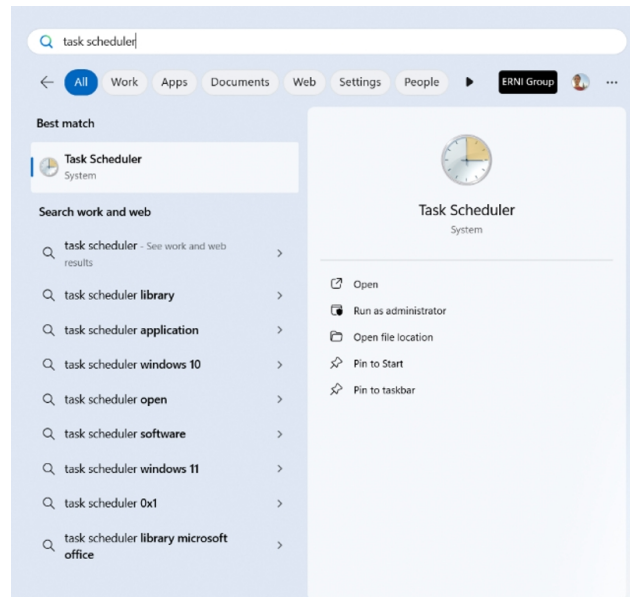 task scheduler
All Work Apps Documents Web Settings People ERNI Group
Best match
Task Scheduler
System
Search work and web
task scheduler - See work and web
results
task scheduler library
task scheduler application
task scheduler windows 10
task scheduler open
task scheduler software
task scheduler windows 11
task scheduler 0x1
task scheduler library microsoft
office
Task Scheduler
System
Open
Run as administrator
Open file location
Pin to Start
Pin to taskbar